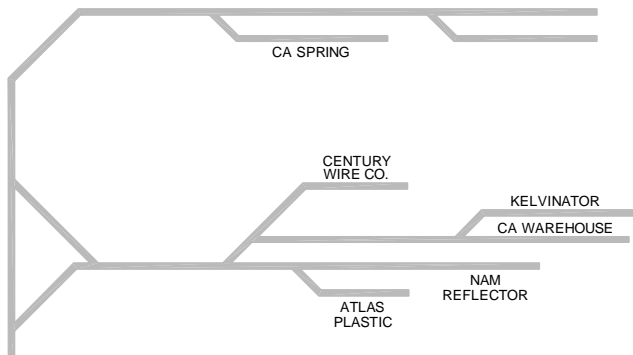 CA SPRING
CENTURY
WIRE CO.
KELVINATOR
CA WAREHOUSE
NAM
REFLECTOR
ATLAS
PLASTIC